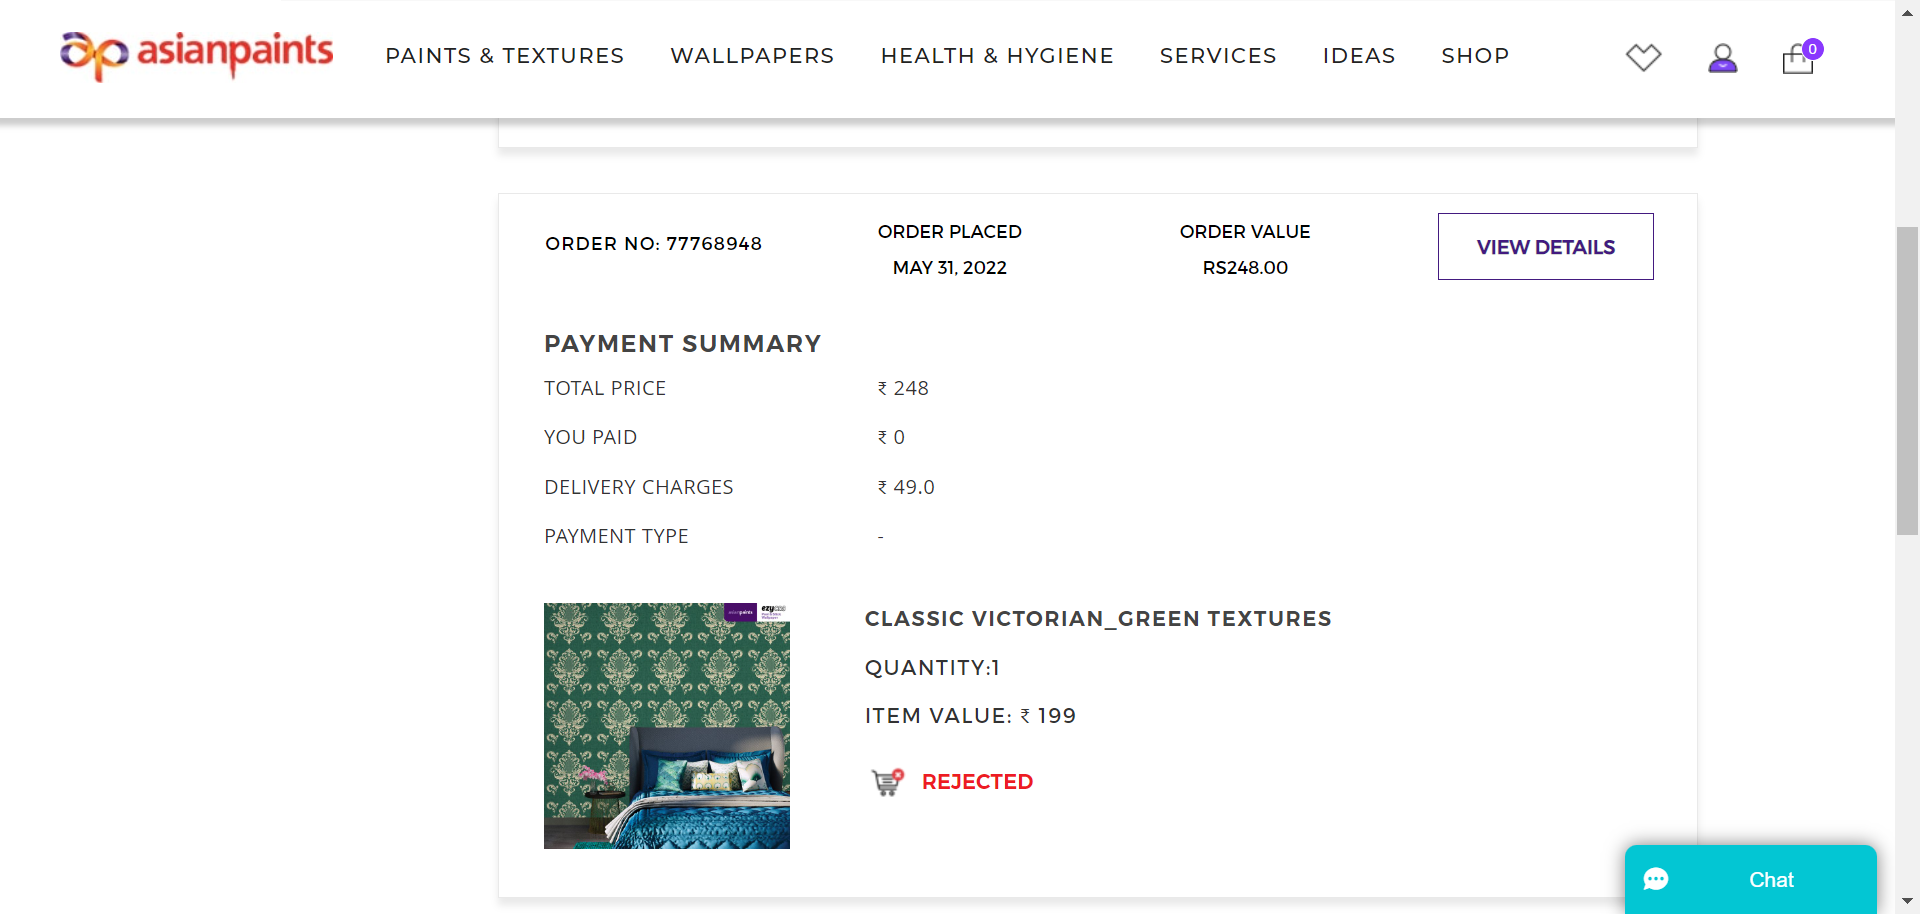 asianpaints
PAINTS & TEXTURES
WALLPAPERS
HEALTH & HYGIENE
SERVICES
IDEAS
SHOP
0
ORDER NO: 77768948
ORDER PLACED
MAY 31, 2022
ORDER VALUE
RS248.00
VIEW DETAILS
PAYMENT SUMMARY
TOTAL PRICE ₹ 248
YOU PAID ₹ 0
DELIVERY CHARGES ₹ 49.0
PAYMENT TYPE -
asianpaints
CLASSIC VICTORIAN_GREEN TEXTURES
QUANTITY:1
ITEM VALUE: ₹ 199
REJECTED
Chat